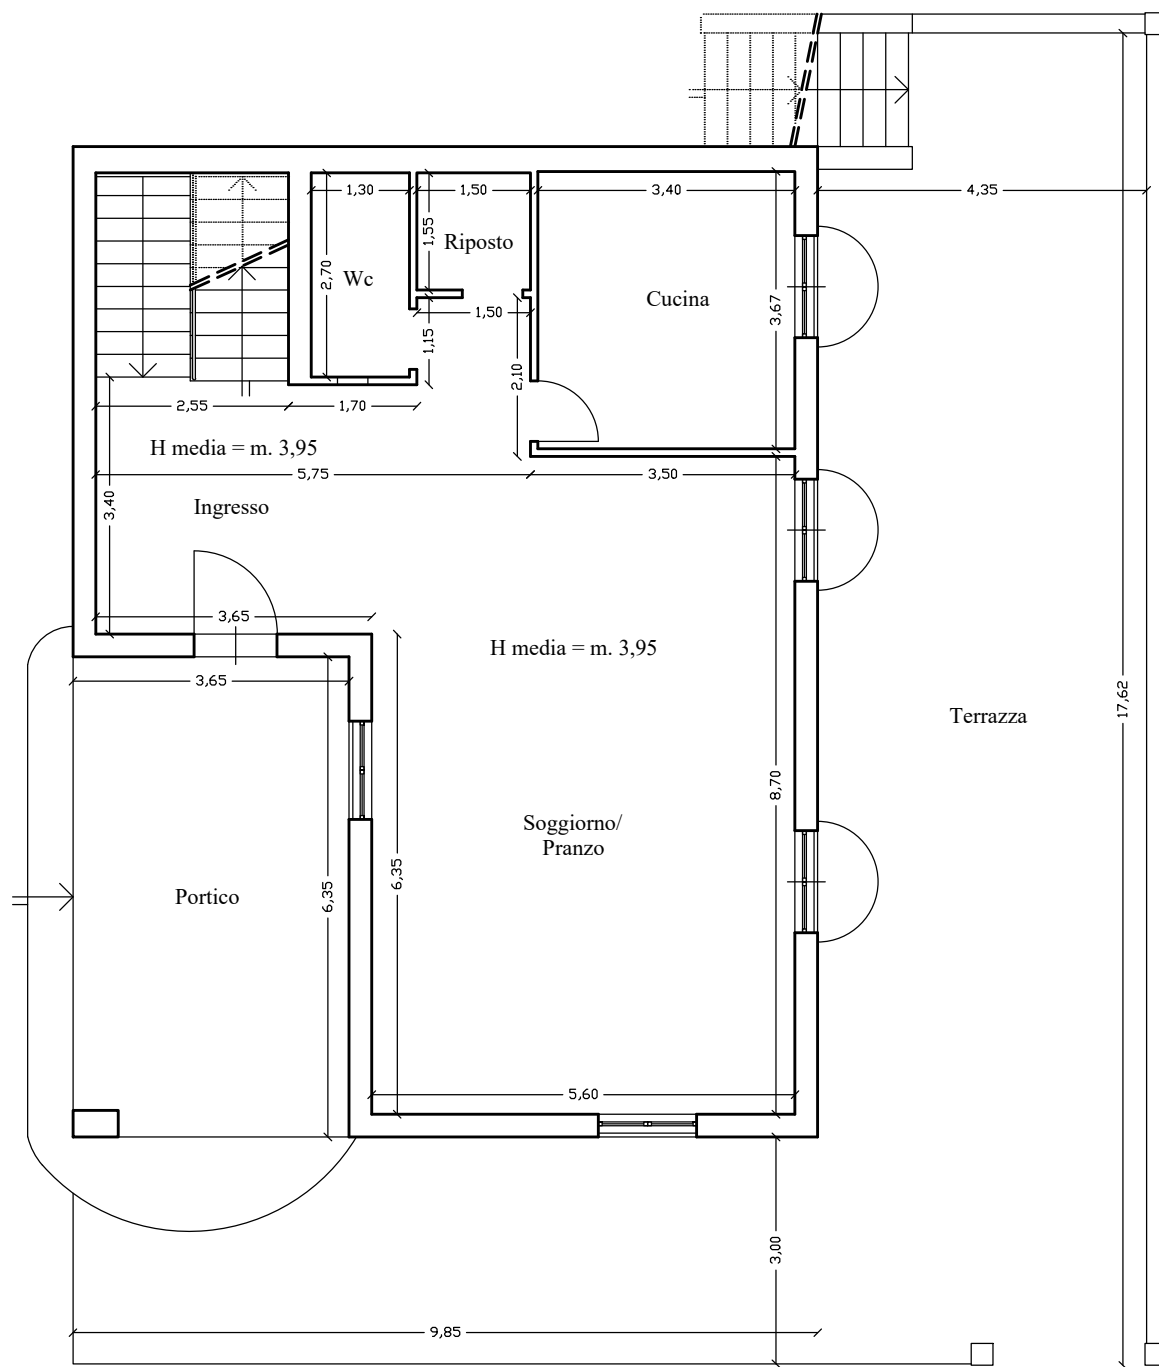 1,30
1,50
3,40
4,35
1,55
Riposto
2,70
Wc
Cucina
3,67
1,50
1,15
2,10
2,55
1,70
H media = m. 3,95
5,75
3,50
3,40
Ingresso
3,65
H media = m. 3,95
3,65
17,62
Terrazza
8,70
Soggiorno/
Pranzo
6,35
6,35
Portico
5,60
3,00
9,85